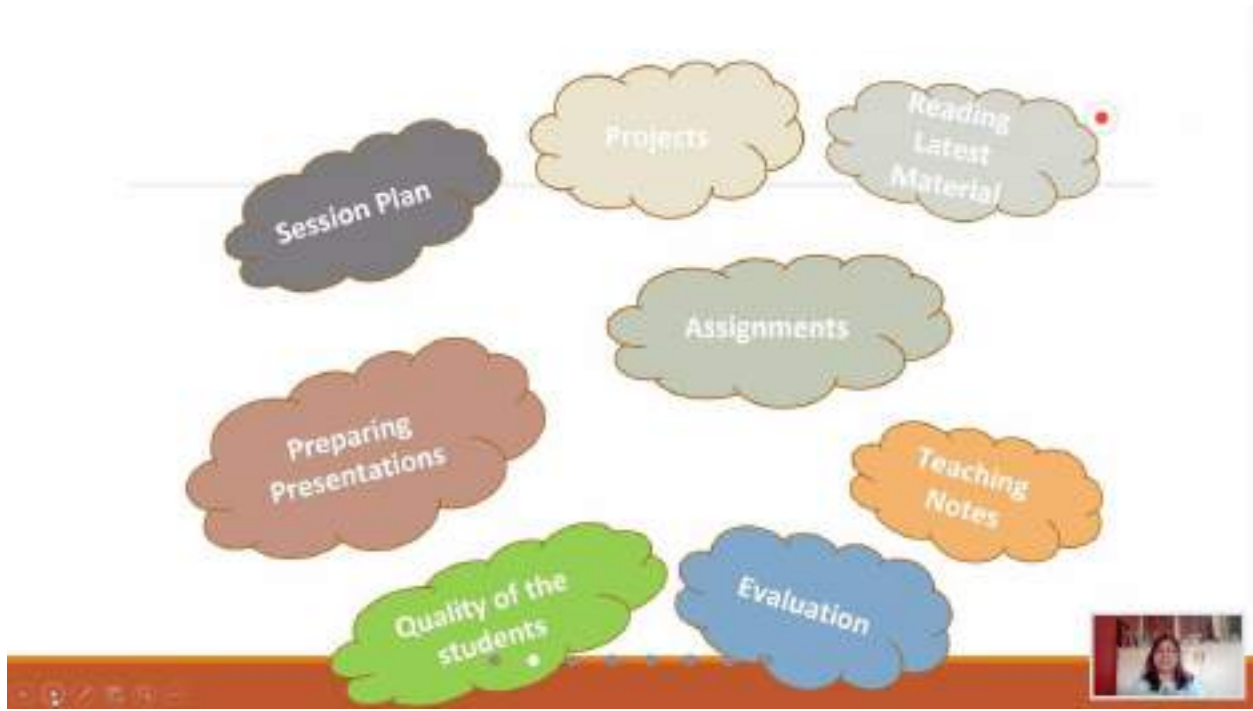 Projects
Reading
Latest
Material
Session Plan
Assignments
Preparing
Presentations
Teaching
Notes
Quality of the
students
Evaluation